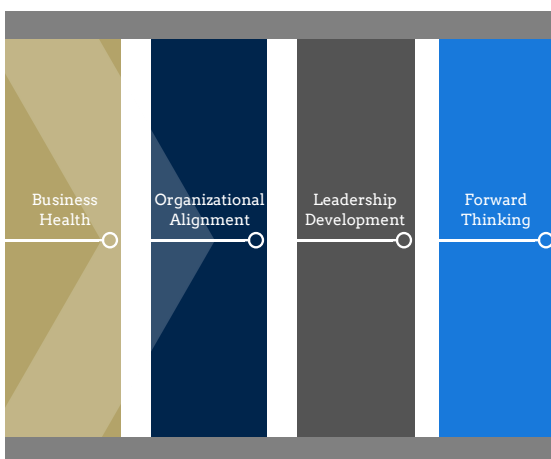 Business
Health
Organizational
Alignment
Leadership
Development
Forward
Thinking